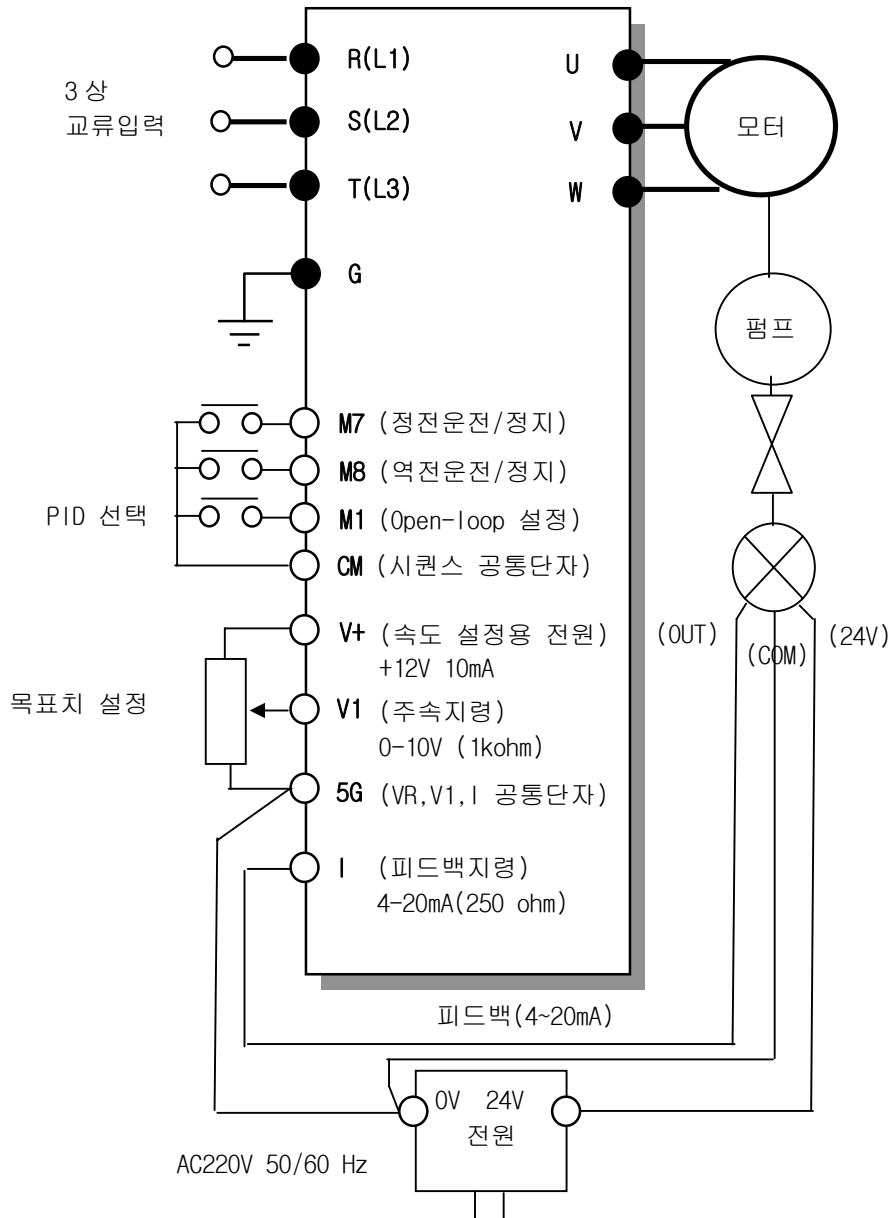 3상
교류입력
R(L1)
S(L2)
T(L3)
G
U
V
W
모터
펌프
M7 (정전운전/정지)
M8 (역전운전/정지)
PID 선택
M1 (Open-loop 설정)
CM (시퀀스 공통단자)
V+ (속도 설정용 전원)
+12V 10mA
목표치 설정
V1 (주속지령)
0-10V (1kohm)
5G (VR,V1,I 공통단자)
I (피드백지령)
4-20mA(250 ohm)
(OUT)
(COM)
(24V)
피드백(4~20mA)
0V 24V
전원
AC220V 50/60 Hz